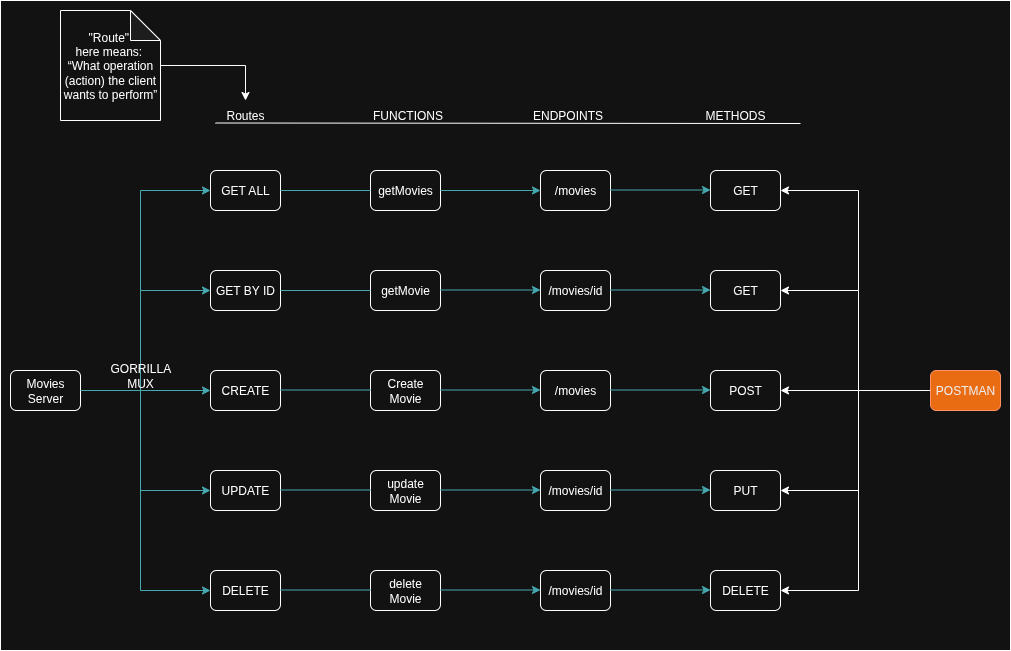 "Route"
here means:
“What operation
(action) the client
wants to perform”
Routes
FUNCTIONS
ENDPOINTS
METHODS
GET ALL
getMovies
/movies
GET
GET BY ID
getMovie
/movies/id
GET
Movies
Server
GORRILLA
MUX
CREATE
Create
Movie
/movies
POST
POSTMAN
UPDATE
update
Movie
/movies/id
PUT
DELETE
delete
Movie
/movies/id
DELETE